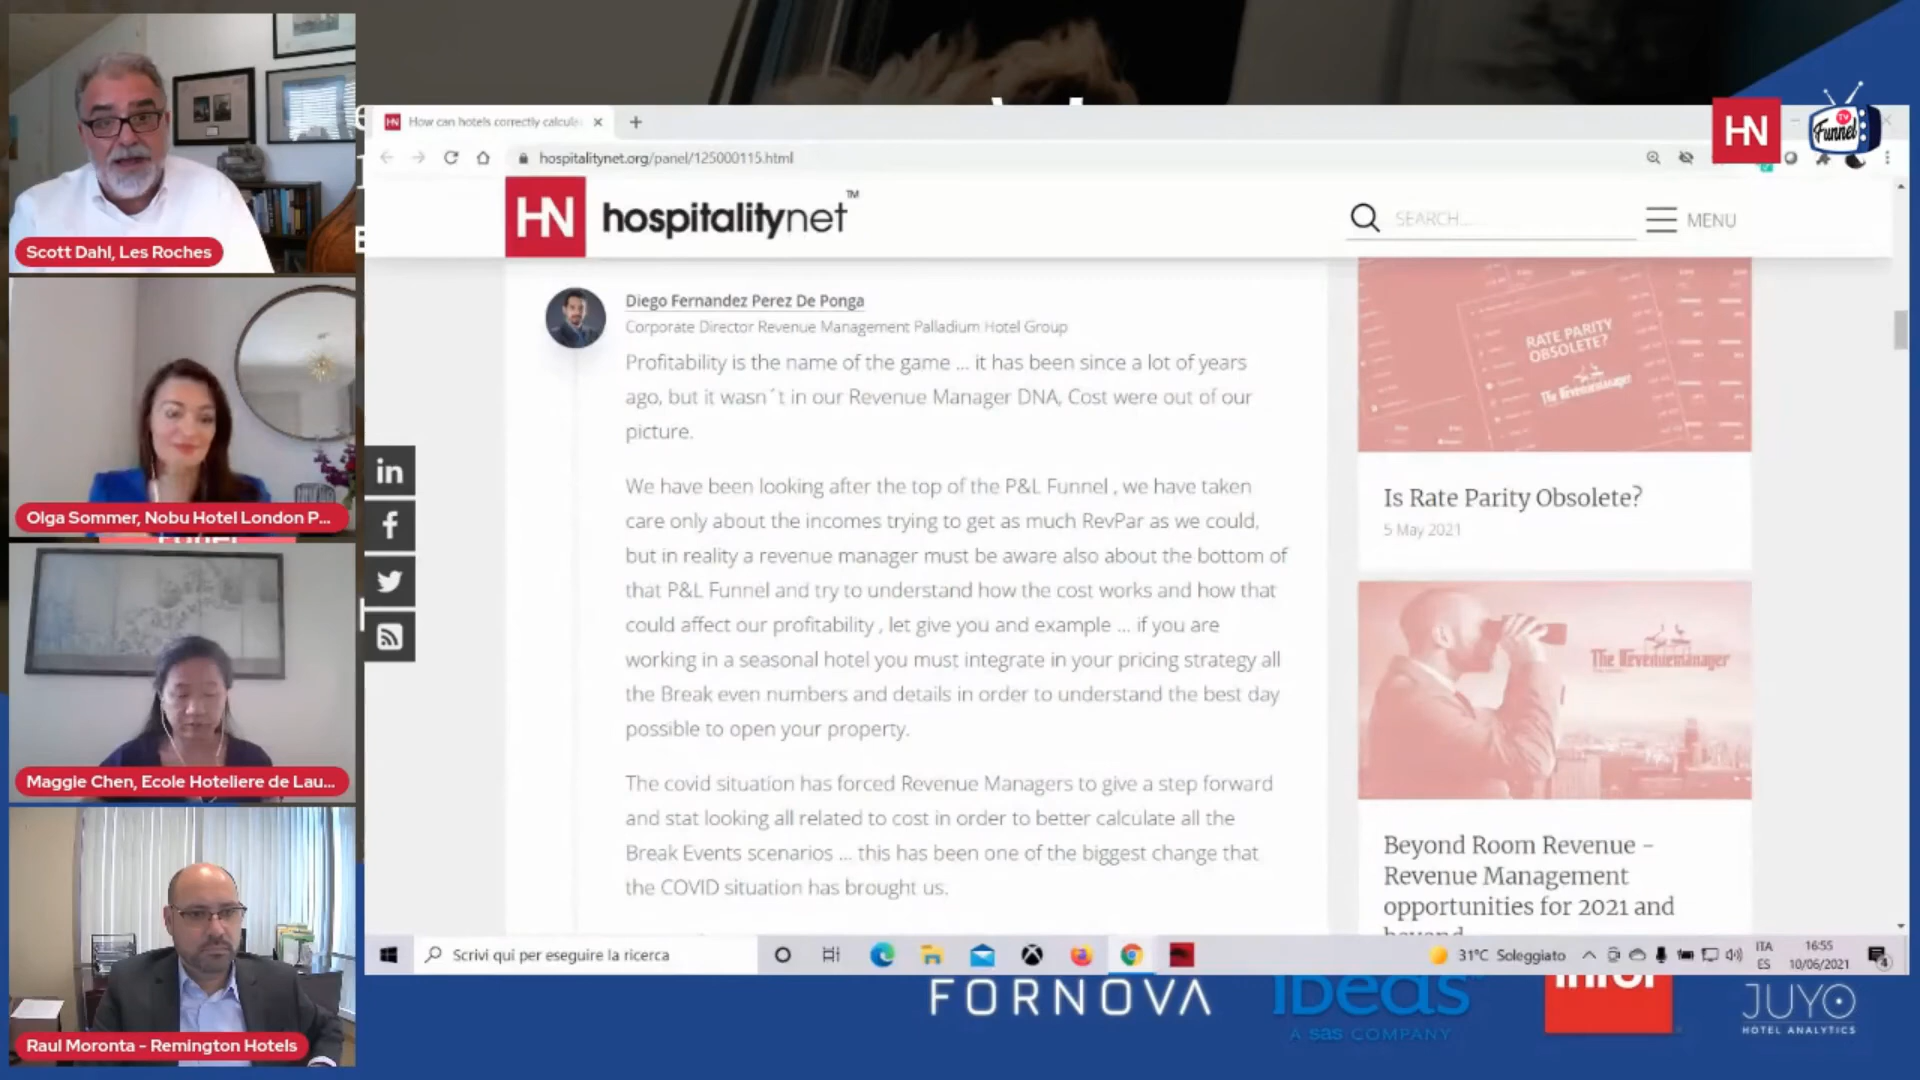 Scott Dahl, Les Roches
Olga Sommer, Nobu Hotel London P...
Maggie Chen, Ecole Hoteliere de Lau...
Raul Moronta - Remington Hotels
HN
TV
Funnel
How can hotels correctly calcula
hospitalitynet.org/panel/125000115.html
HN hospitalitynet™
SEARCH....
MENU
in
Diego Fernandez Perez De Ponga
Corporate Director Revenue Management Palladium Hotel Group
Profitability is the name of the game ... it has been since a lot of years
ago, but it wasn´t in our Revenue Manager DNA, Cost were out of our
picture.
We have been looking after the top of the P&L Funnel , we have taken
care only about the incomes trying to get as much RevPar as we could,
but in reality a revenue manager must be aware also about the bottom of
that P&L Funnel and try to understand how the cost works and how that
could affect our profitability , let give you and example ... if you are
working in a seasonal hotel you must integrate in your pricing strategy all
the Break even numbers and details in order to understand the best day
possible to open your property.
The covid situation has forced Revenue Managers to give a step forward
and stat looking all related to cost in order to better calculate all the
Break Events scenarios ... this has been one of the biggest change that
the COVID situation has brought us.
RATE PARITY
OBSOLETE?
The Revenuemanager
Is Rate Parity Obsolete?
5 May 2021
The Revenuemanager
Beyond Room Revenue -
Revenue Management
opportunities for 2021 and
beyond
Scrivi qui per eseguire la ricerca
31°C Soleggiato
ITA
ES
16:55
10/06/2021
4
FORNOVA
iDeaS
A sas COMPANY
infor
JUYO
HOTEL ANALYTICS